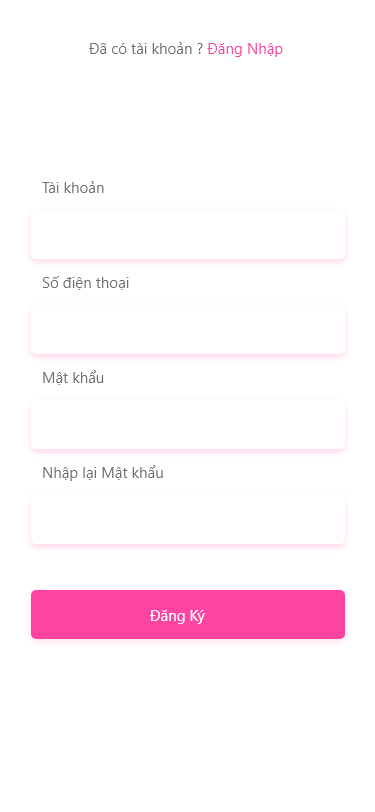 Đã có tài khoản ? Đăng Nhập
Tài khoản
Số điện thoại
Mật khẩu
Nhập lại Mật khẩu
Đăng Ký